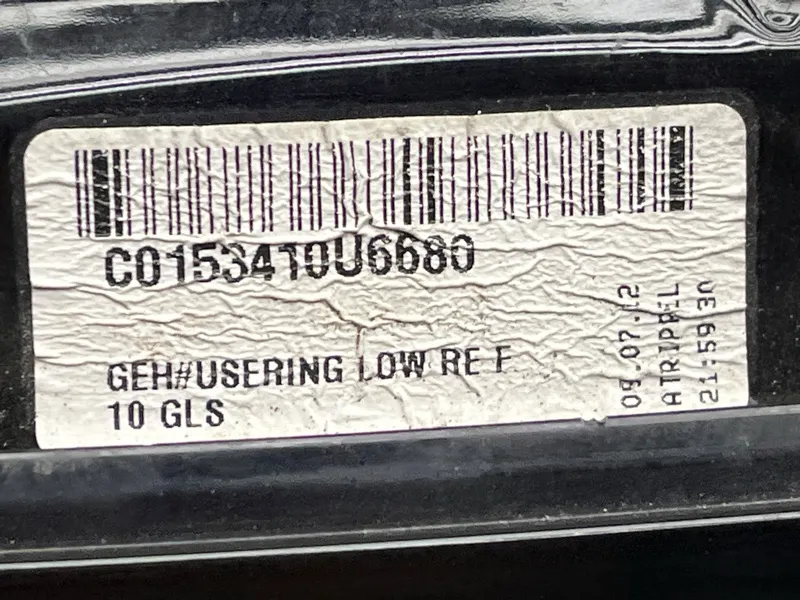 C0153410U6680
GEH#USERING LOW RE F
10 GLS
09.07.12
ATRIPPEL
21:59 30